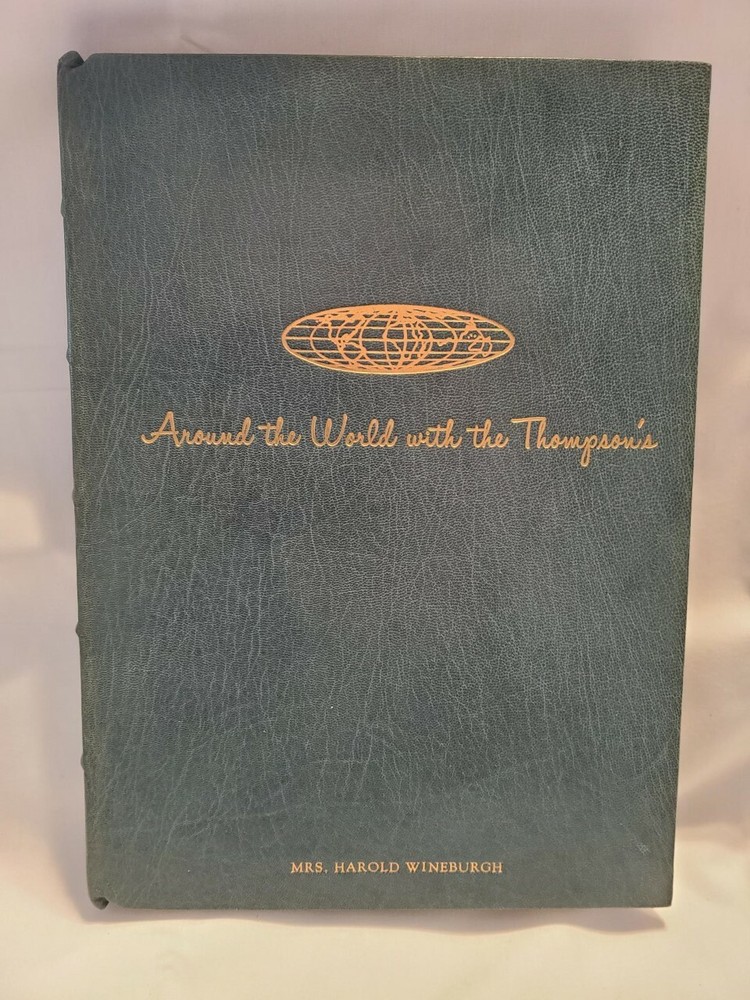 Around the World with the Thompson's
MRS. HAROLD WINEBURGH